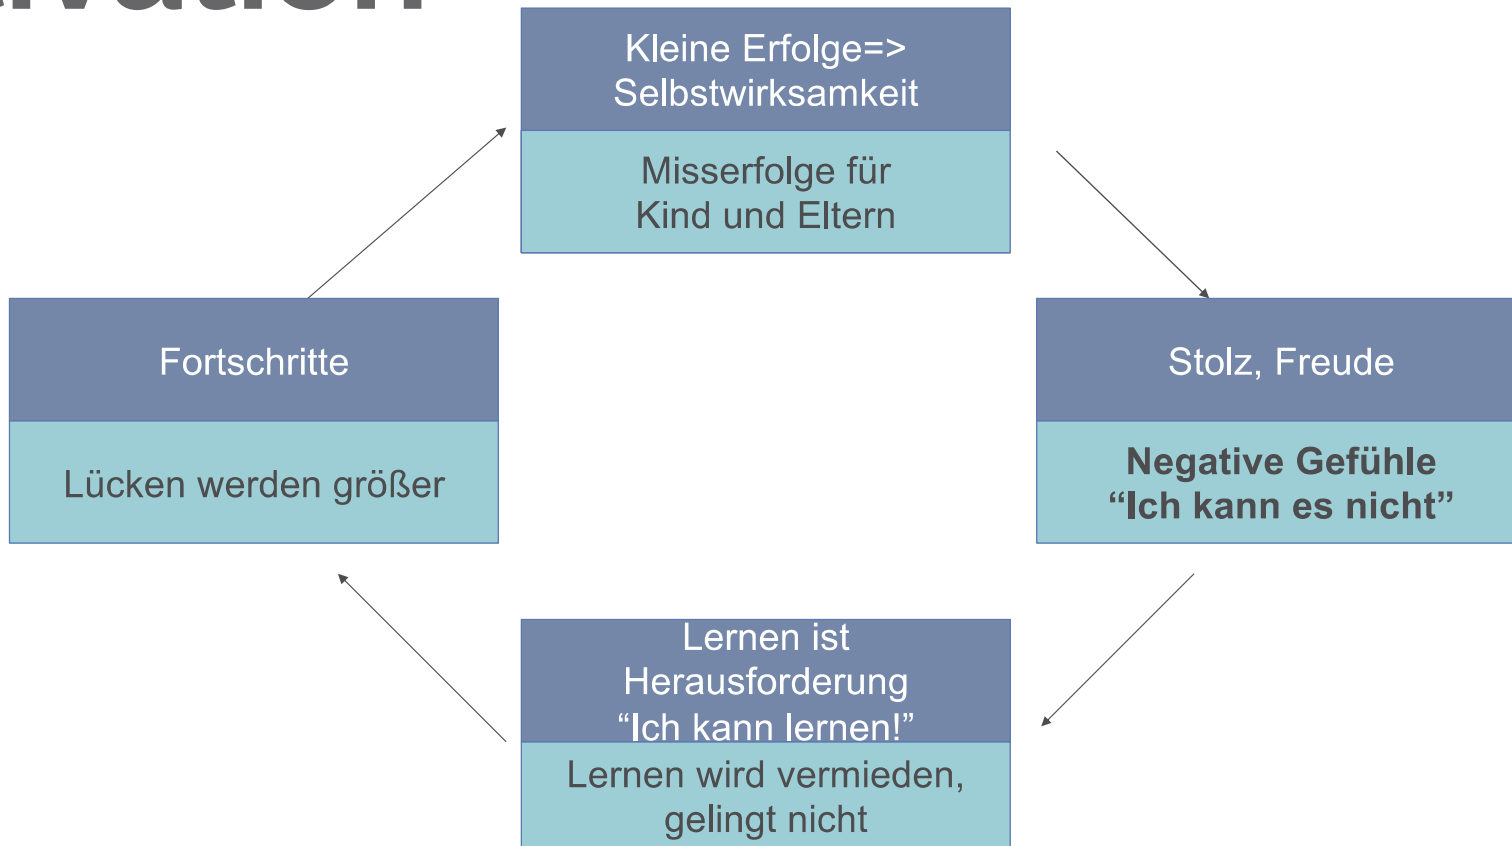 Kleine Erfolge=>
Selbstwirksamkeit
Misserfolge für
Kind und Eltern
Fortschritte
Lücken werden größer
Stolz, Freude
Negative Gefühle
“Ich kann es nicht”
Lernen ist
Herausforderung
“Ich kann lernen!”
Lernen wird vermieden,
gelingt nicht